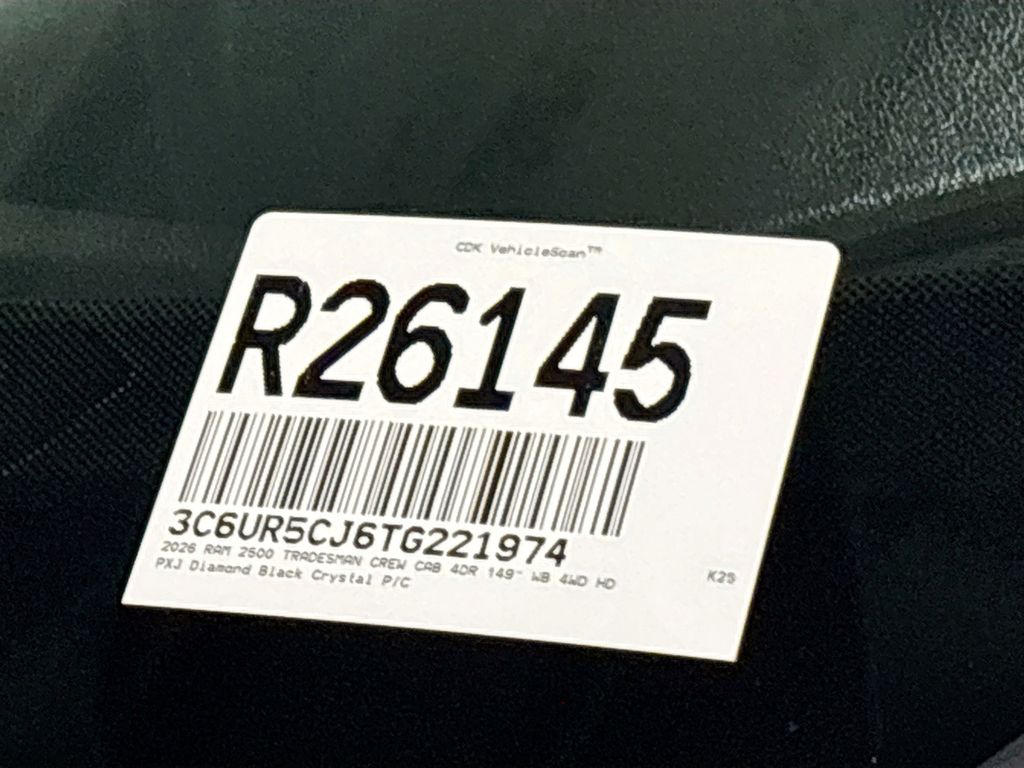 CDK VehicleScan™
R26145
3C6UR5CJ6TG221974
2026 RAM 2500 TRADESMAN CREW CAB 4DR 149" WB 4WD HD
PXJ Diamond Black Crystal P/C
K25